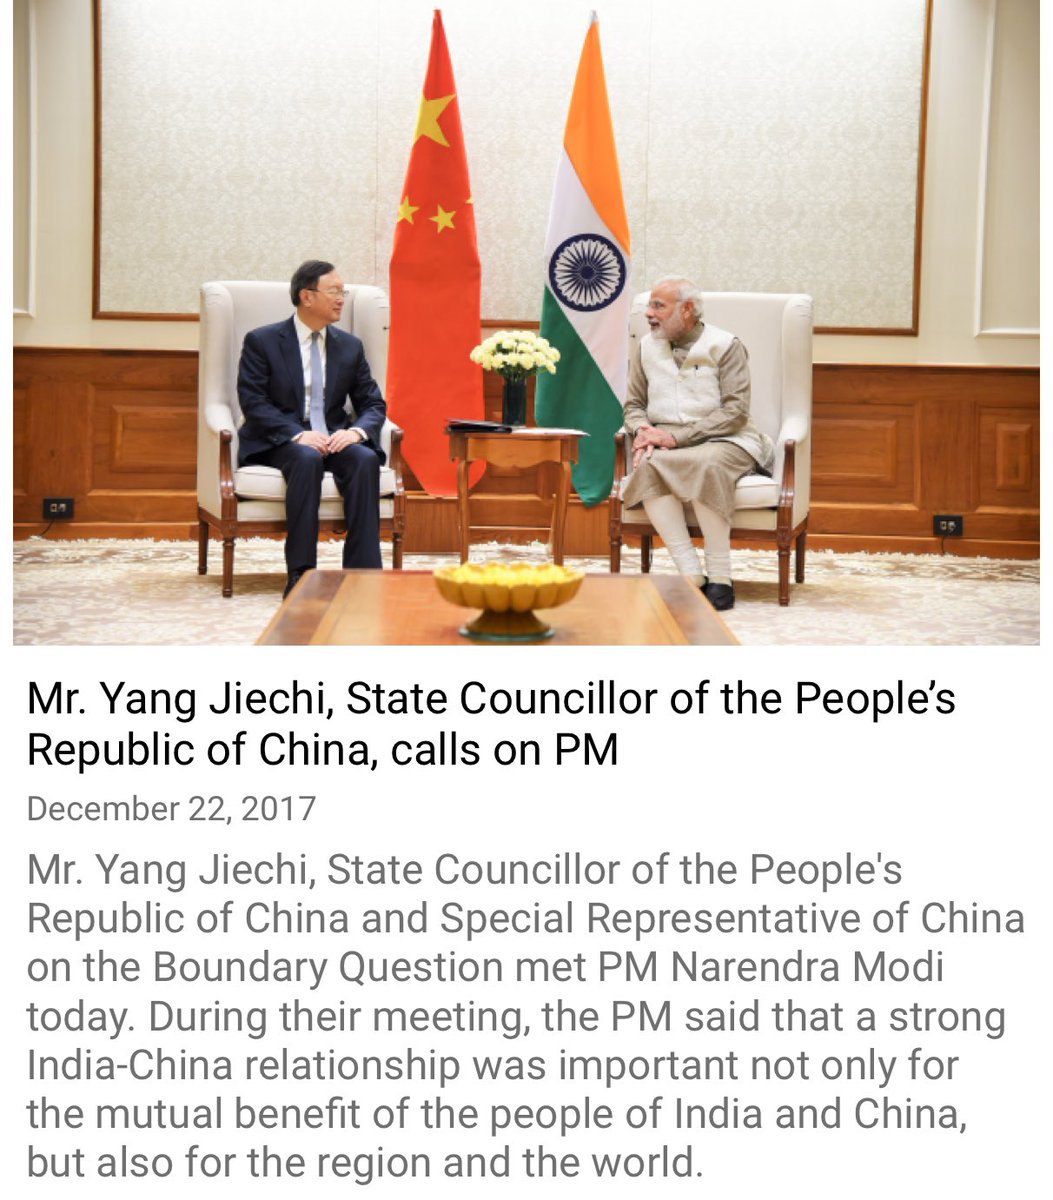 Mr. Yang Jiechi, State Councillor of the People’s
Republic of China, calls on PM
December 22, 2017
Mr. Yang Jiechi, State Councillor of the People's
Republic of China and Special Representative of China
on the Boundary Question met PM Narendra Modi
today. During their meeting, the PM said that a strong
India-China relationship was important not only for
the mutual benefit of the people of India and China,
but also for the region and the world.